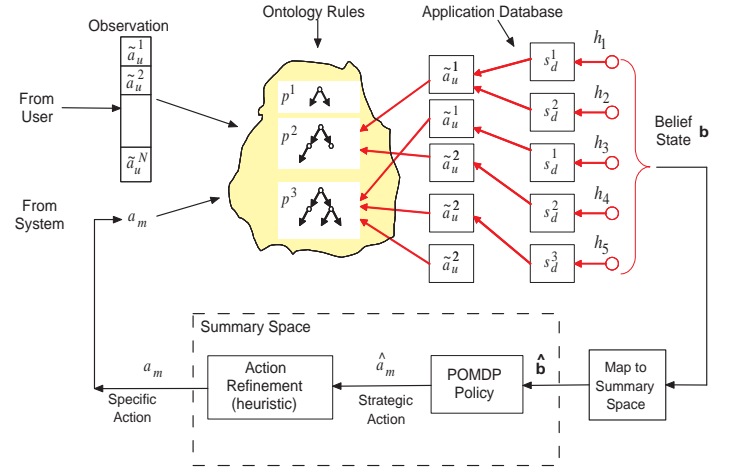 Ontology Rules
Application Database
Observation
ã_u^1
ã_u^2
ã_u^N
From
User
From
System
a_m
p^1
p^2
p^3
ã_u^1
ã_u^1
ã_u^2
ã_u^2
ã_u^2
s_d^1
s_d^2
s_d^1
s_d^2
s_d^3
h_1
h_2
h_3
h_4
h_5
Belief
State b
Summary Space
a_m
Specific
Action
Action
Refinement
(heuristic)
â_m
Strategic
Action
POMDP
Policy
b̂
Map to
Summary
Space